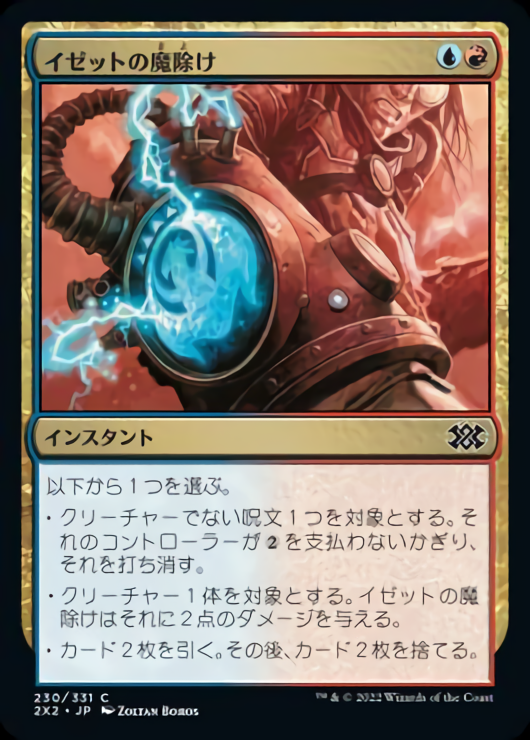 イゼットの魔除け
インスタント
以下から1つを選ぶ。
・クリーチャーでない呪文1つを対象とする。そ
れのコントローラーが2を支払わないかぎり、
それを打ち消す。
・クリーチャー1体を対象とする。イゼットの魔
除けはそれに2点のダメージを与える。
・カード2枚を引く。その後、カード2枚を捨てる。
230/331 C
™ & © 2022 Wizards of the Coast
2X2 • JP Zoltan Boros